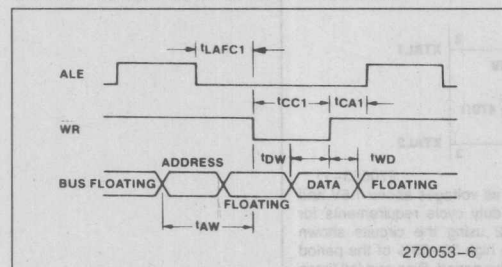 tLAFC1
ALE
tCC1
tCA1
WR
tDW
tWD
ADDRESS
BUS FLOATING
FLOATING
DATA
FLOATING
tAW
270053-6